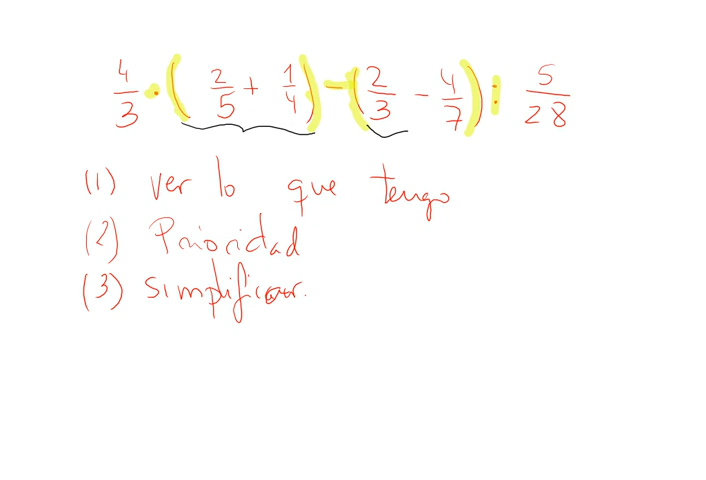 4/3 · (2/5 + 1/4) - (2/3 - 4/7) : 5/28
(1) ver lo que tengo
(2) Prioridad
(3) simplificar.